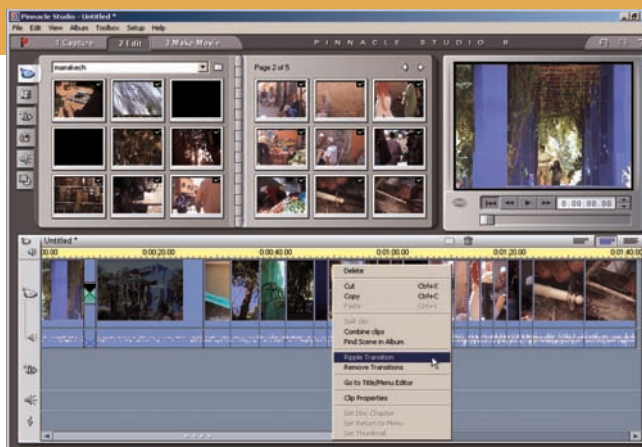 Pinnacle Studio - Untitled *
File Edit View Album Toolbox Setup Help
1 Capture 2 Edit 3 Make Movie PINNACLE STUDIO 8
marrakech
Page 2 of 5
0:00:00.00
Untitled *
00.00 0:00:20.00 0:00:40.00 0:01:00.00 0:01:20.00 0:01:40.00
Delete
Cut Ctrl+X
Copy Ctrl+C
Paste Ctrl+V
Split clip
Combine clips
Find Scene in Album
Ripple Transition
Remove Transitions
Go to Title/Menu Editor
Clip Properties
Set Disc Chapter
Set Return to Menu
Set Thumbnail